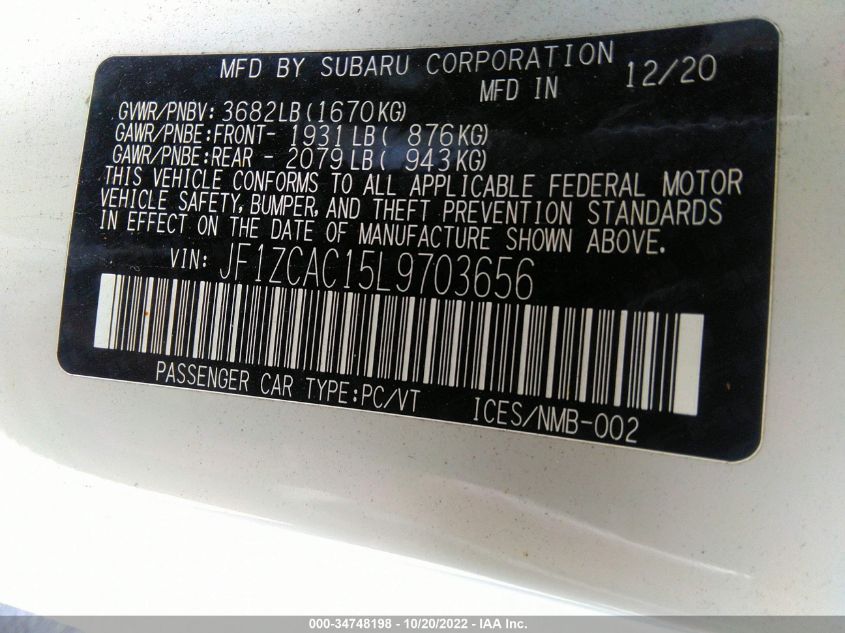 MFD BY SUBARU CORPORATION
MFD IN 12/20
GVWR/PNBV: 3682LB(1670KG)
GAWR/PNBE:FRONT- 1931LB( 876KG)
GAWR/PNBE:REAR - 2079LB( 943KG)
THIS VEHICLE CONFORMS TO ALL APPLICABLE FEDERAL MOTOR
VEHICLE SAFETY, BUMPER, AND THEFT PREVENTION STANDARDS
IN EFFECT ON THE DATE OF MANUFACTURE SHOWN ABOVE.
VIN: JF1ZCAC15L9703656
PASSENGER CAR TYPE:PC/VT ICES/NMB-002
000-34748198 - 10/20/2022 - IAA Inc.